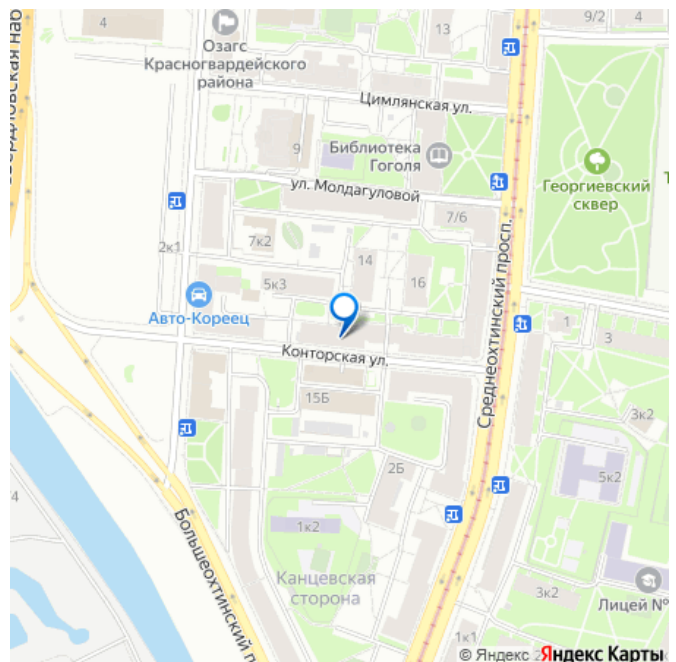 4
13
9/2
4
Озагс
Красногвардейского
района
Цимлянская ул.
9
Библиотека
Гоголя
Георгиевский
сквер
ул. Молдагуловой
7/6
2к1
7к2
14
5к3
16
Авто-Кореец
Среднеохтинский просп.
1
3
Конторская ул.
15Б
3к2
2Б
5к2
4
1к2
Большеохтинский п
Канцевская
сторона
3к2
Лицей №
1к1
© Яндекс
Яндекс Карты